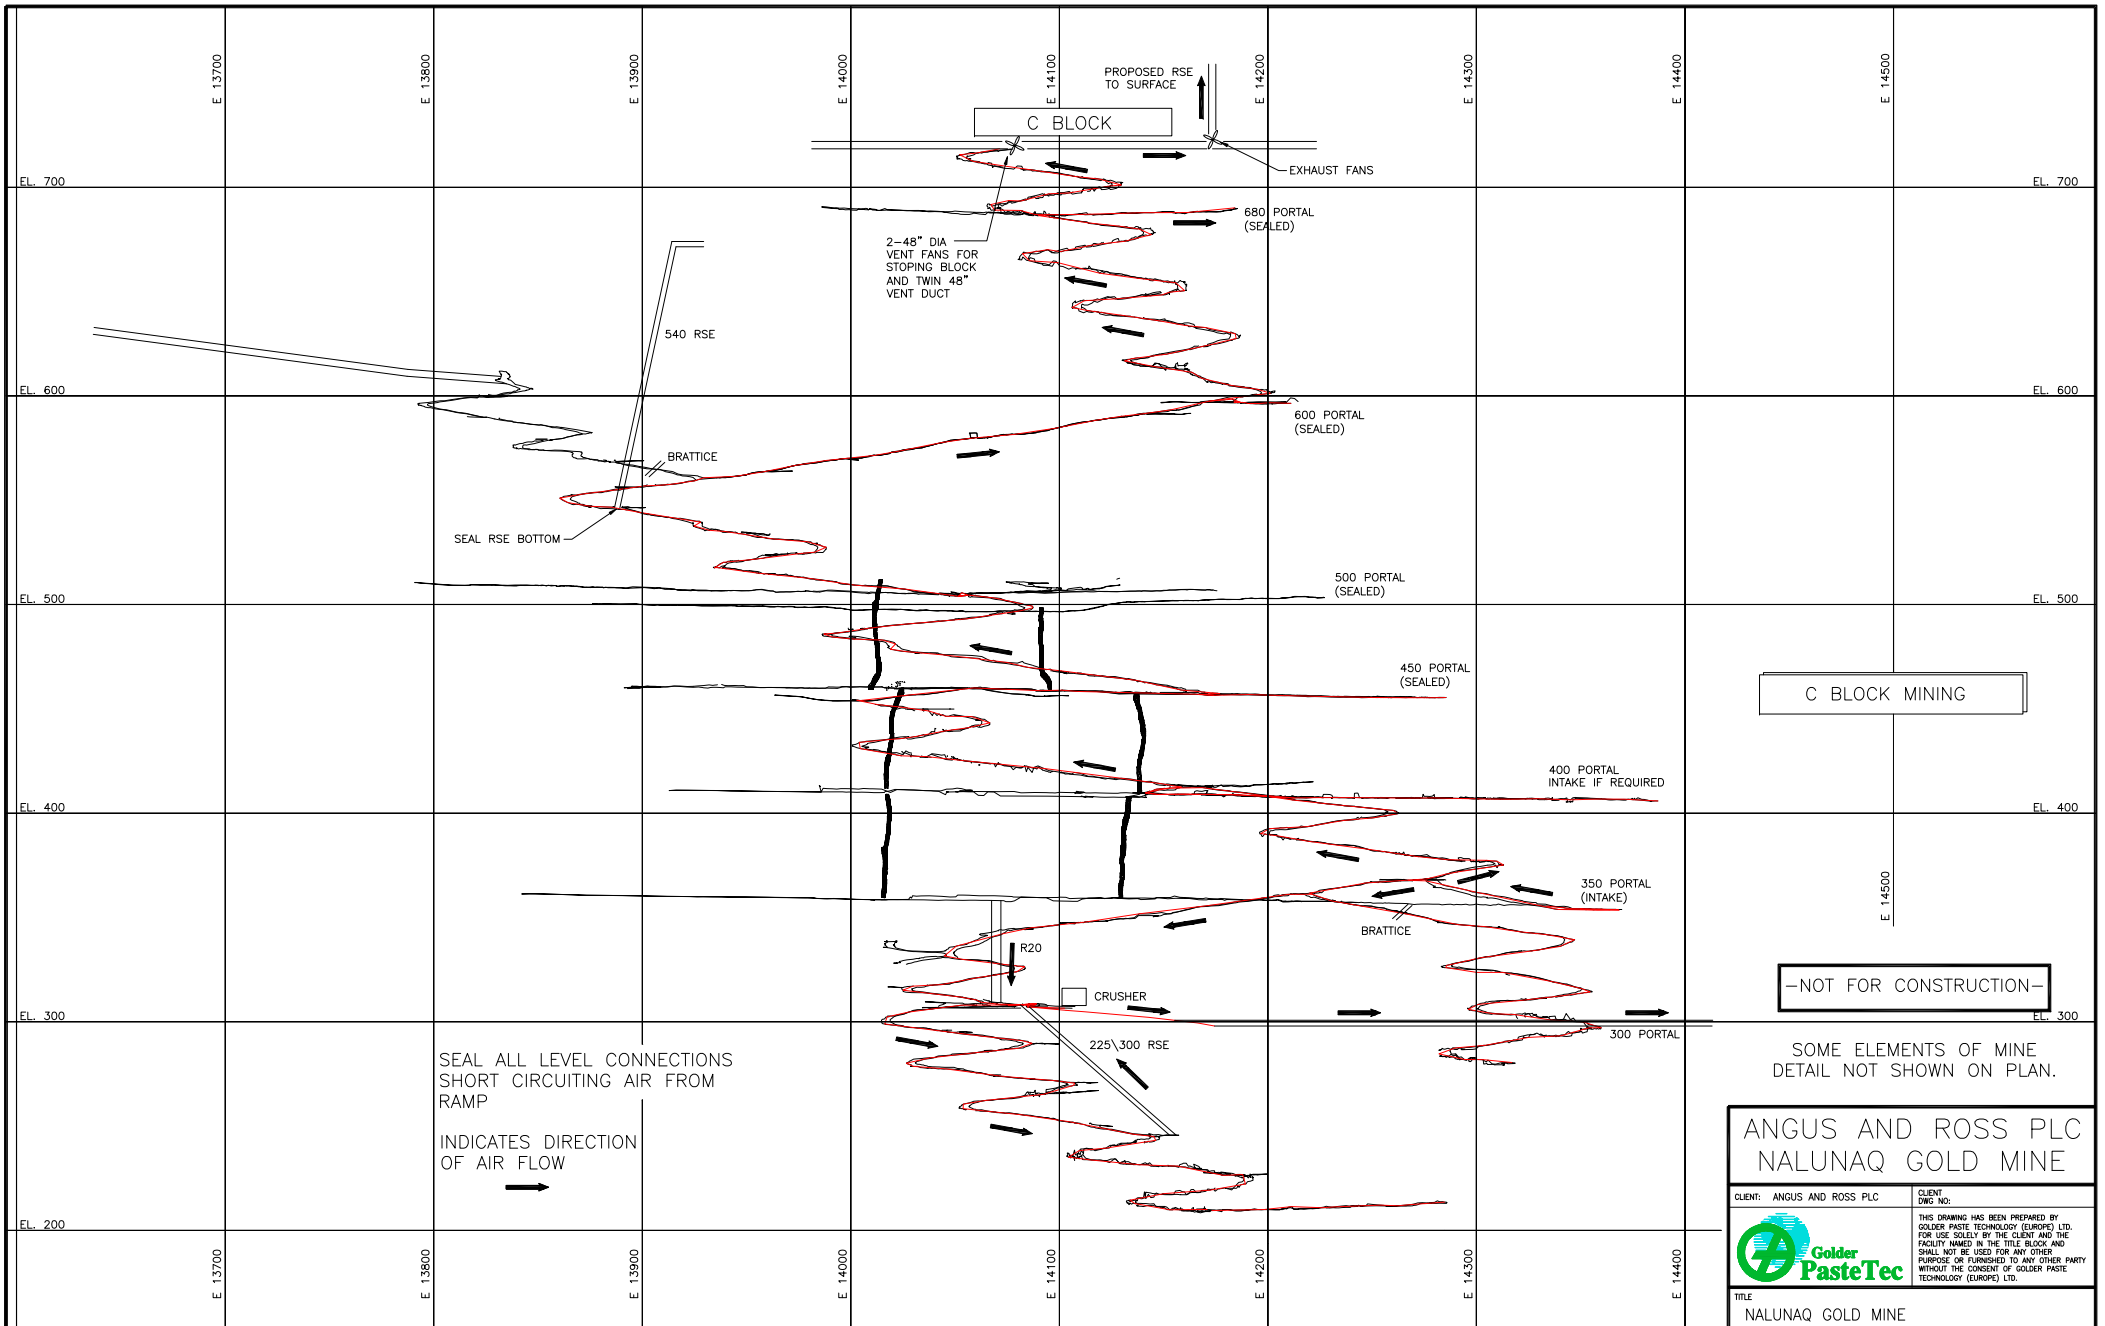 E 13700
E 13800
E 13900
E 14000
E 14100
E 14200
E 14300
E 14400
E 14500
PROPOSED RSE
TO SURFACE
C BLOCK
EXHAUST FANS
EL. 700
EL. 700
680 PORTAL
(SEALED)
2-48" DIA
VENT FANS FOR
STOPING BLOCK
AND TWIN 48"
VENT DUCT
540 RSE
EL. 600
EL. 600
600 PORTAL
(SEALED)
BRATTICE
SEAL RSE BOTTOM
500 PORTAL
(SEALED)
EL. 500
EL. 500
450 PORTAL
(SEALED)
C BLOCK MINING
400 PORTAL
INTAKE IF REQUIRED
EL. 400
EL. 400
350 PORTAL
(INTAKE)
E 14500
BRATTICE
R20
CRUSHER
-NOT FOR CONSTRUCTION-
EL. 300
EL. 300
300 PORTAL
225\300 RSE
SOME ELEMENTS OF MINE
DETAIL NOT SHOWN ON PLAN.
SEAL ALL LEVEL CONNECTIONS
SHORT CIRCUITING AIR FROM
RAMP
INDICATES DIRECTION
OF AIR FLOW
EL. 200
E 13700
E 13800
E 13900
E 14000
E 14100
E 14200
E 14300
E 14400
ANGUS AND ROSS PLC
NALUNAQ GOLD MINE
CLIENT: ANGUS AND ROSS PLC
CLIENT
DWG NO:
Golder
PasteTec
THIS DRAWING HAS BEEN PREPARED BY
GOLDER PASTE TECHNOLOGY (EUROPE) LTD.
FOR USE SOLELY BY THE CLIENT AND THE
FACILITY NAMED IN THE TITLE BLOCK AND
SHALL NOT BE USED FOR ANY OTHER
PURPOSE OR FURNISHED TO ANY OTHER PARTY
WITHOUT THE CONSENT OF GOLDER PASTE
TECHNOLOGY (EUROPE) LTD.
TITLE
NALUNAQ GOLD MINE